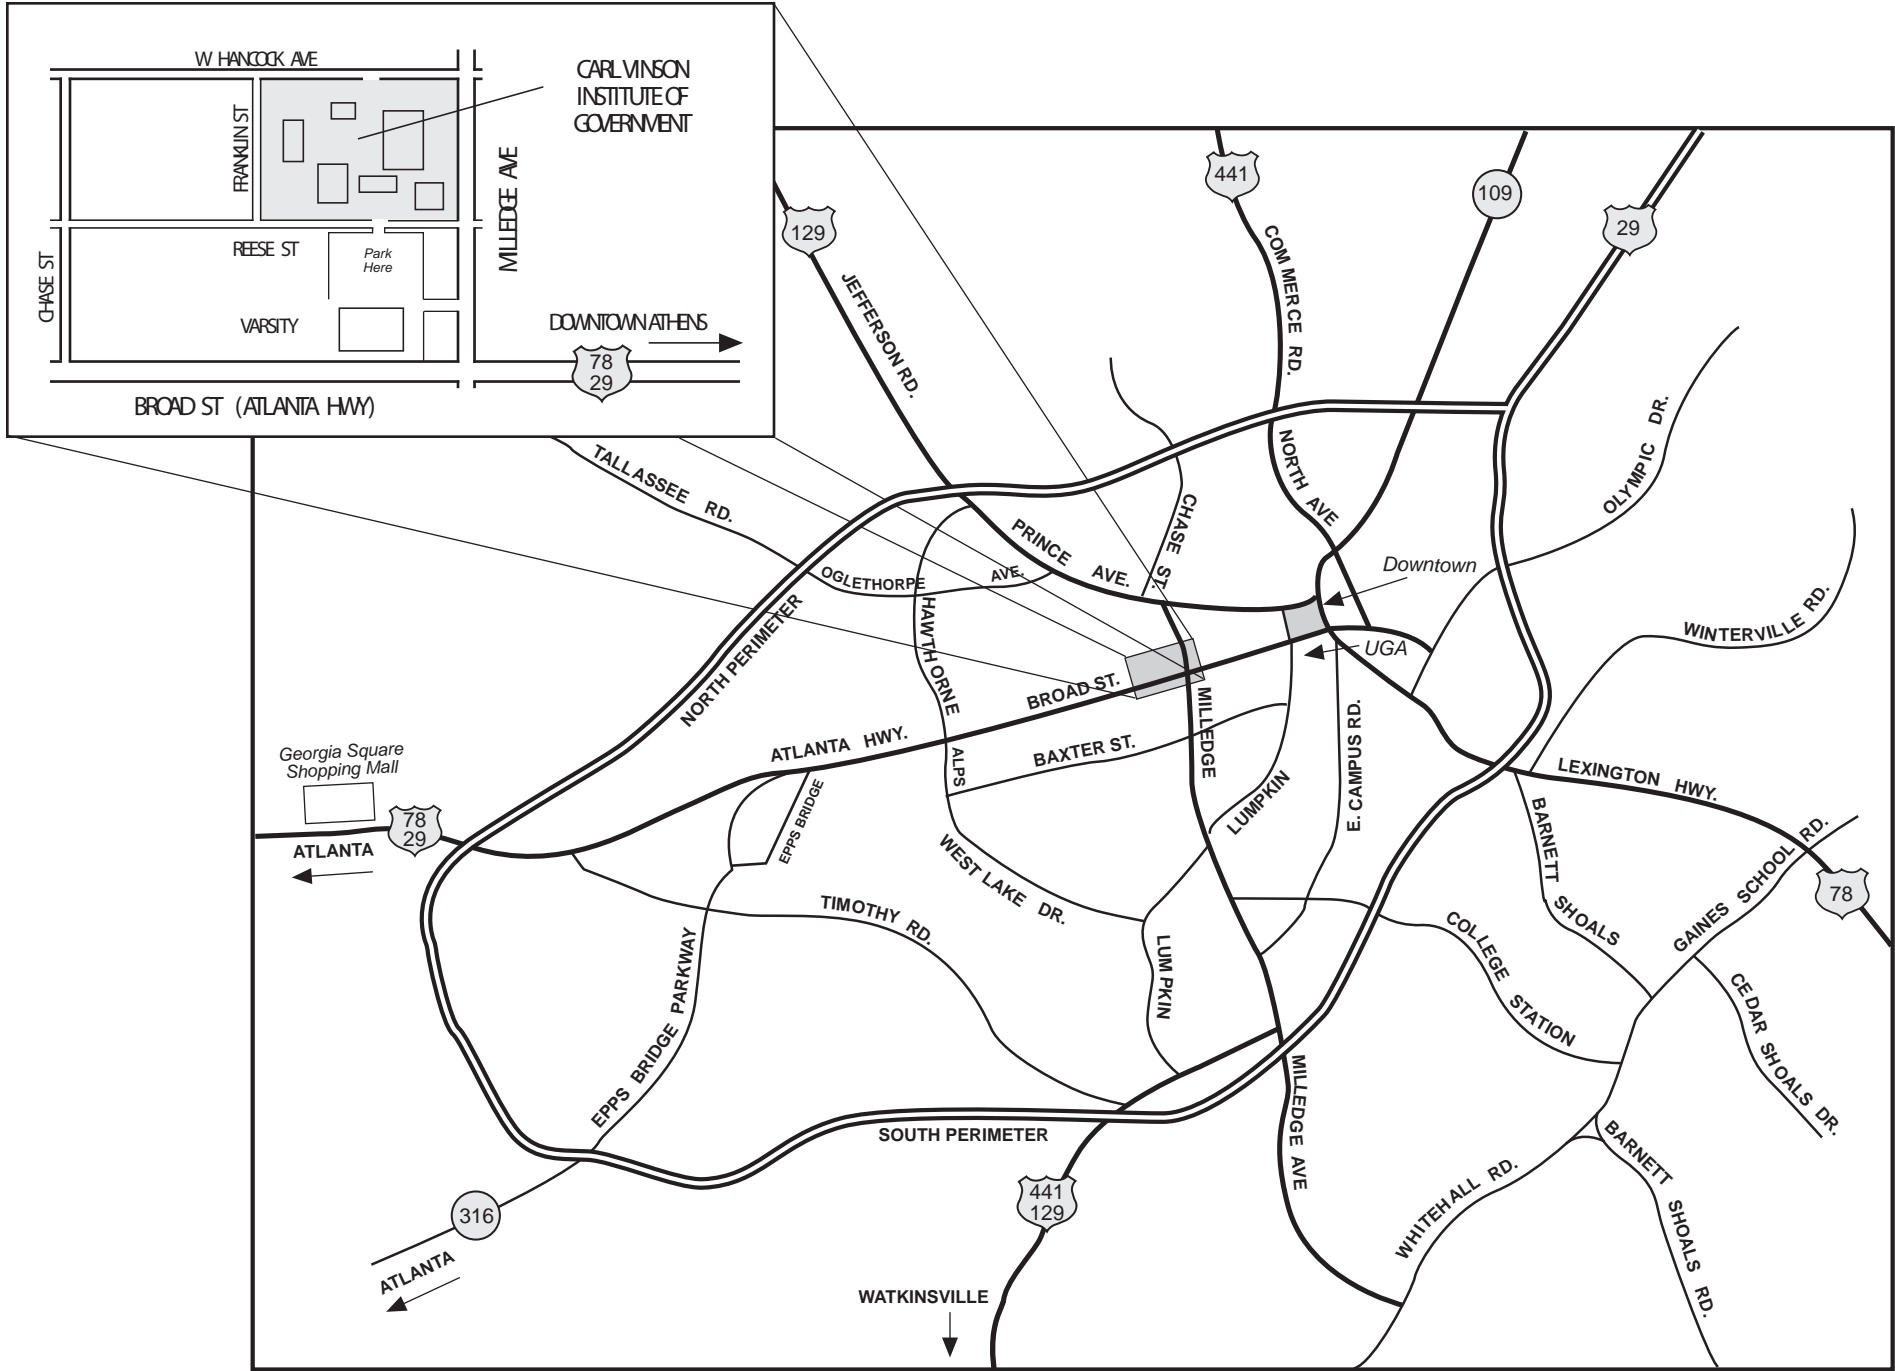 W HANCOCK AVE
CARL VINSON
INSTITUTE OF
GOVERNMENT
FRANKLIN ST
MILLEDGE AVE
REESE ST
Park
Here
CHASE ST
VARSITY
DOWNTOWN ATHENS
78
29
BROAD ST (ATLANTA HWY)
441
109
29
129
COMMERCE RD.
JEFFERSON RD.
OLYMPIC DR.
TALLASSEE RD.
NORTH AVE
CHASE ST.
PRINCE AVE.
Downtown
OGLETHORPE AVE.
HAWTHORNE
NORTH PERIMETER
WINTERVILLE RD.
UGA
BROAD ST.
MILLEDGE
ATLANTA HWY.
BAXTER ST.
ALPS
E. CAMPUS RD.
Georgia Square
Shopping Mall
LEXINGTON HWY.
EPPS BRIDGE
LUMPKIN
78
29
ATLANTA
BARNETT SHOALS
GAINES SCHOOL RD.
78
WEST LAKE DR.
TIMOTHY RD.
COLLEGE STATION
LUMPKIN
EPPS BRIDGE PARKWAY
CEDAR SHOALS DR.
MILLEDGE AVE
SOUTH PERIMETER
BARNETT SHOALS RD.
WHITEHALL RD.
441
129
316
ATLANTA
WATKINSVILLE